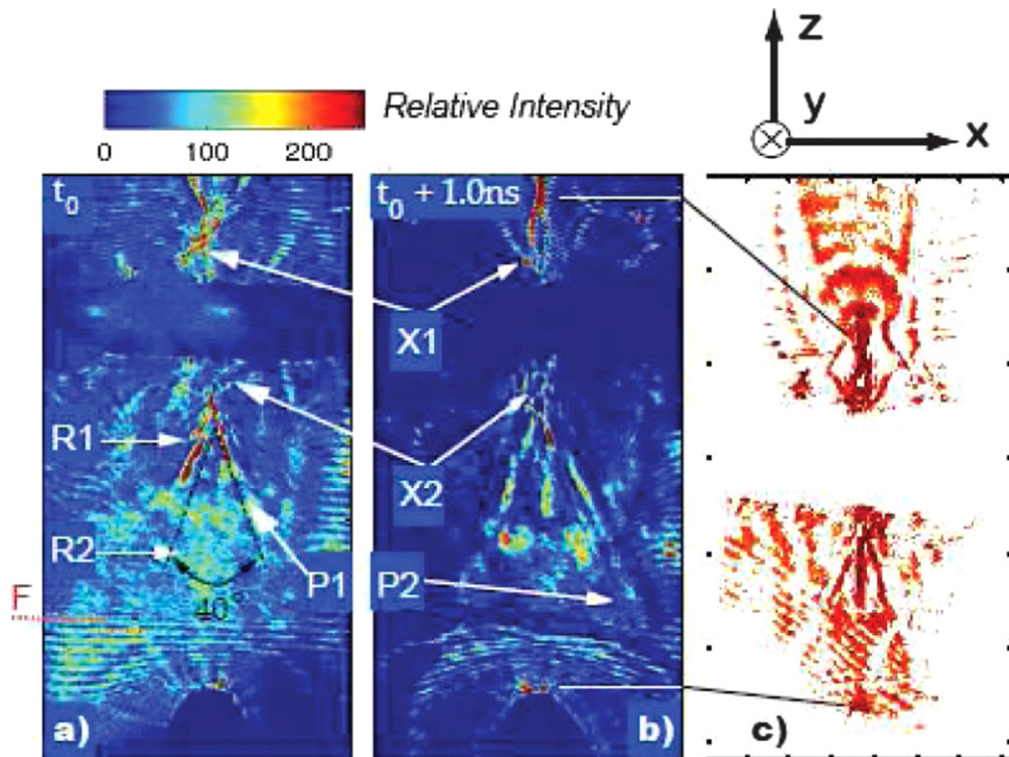 z
Relative Intensity
y
x
0 100 200
t0
t0 + 1.0ns
X1
R1
X2
R2
P1
P2
F
40°
a)
b)
c)